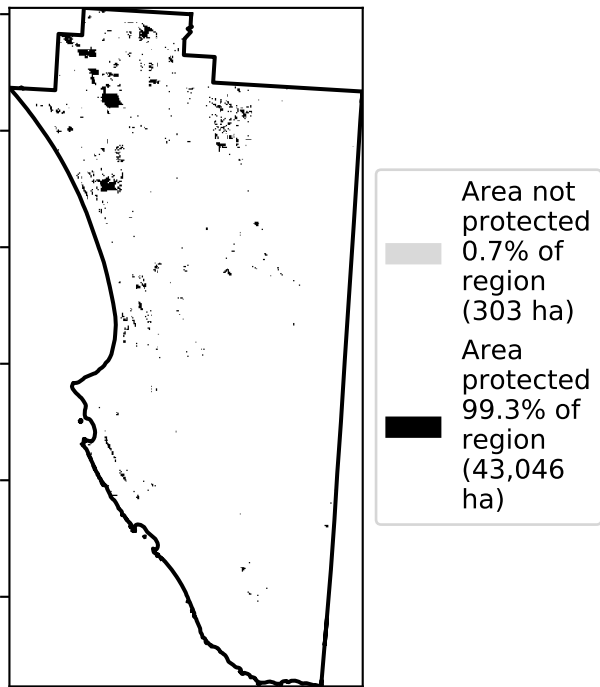 Area not
protected
0.7% of
region
(303 ha)
Area
protected
99.3% of
region
(43,046
ha)